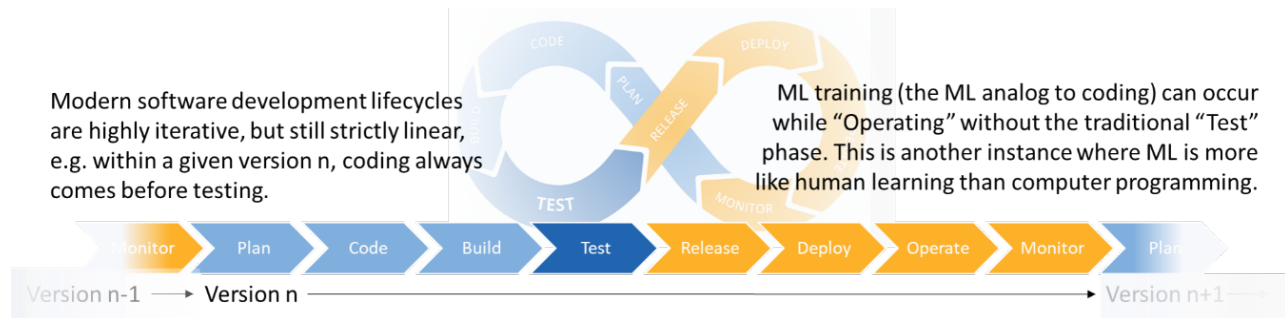 CODE
DEPLOY
PLAN
RELEASE
BUILD
TEST
MONITOR
Modern software development lifecycles
are highly iterative, but still strictly linear,
e.g. within a given version n, coding always
comes before testing.
ML training (the ML analog to coding) can occur
while “Operating” without the traditional “Test”
phase. This is another instance where ML is more
like human learning than computer programming.
Monitor
Plan
Code
Build
Test
Release
Deploy
Operate
Monitor
Plan
Version n-1
Version n
Version n+1